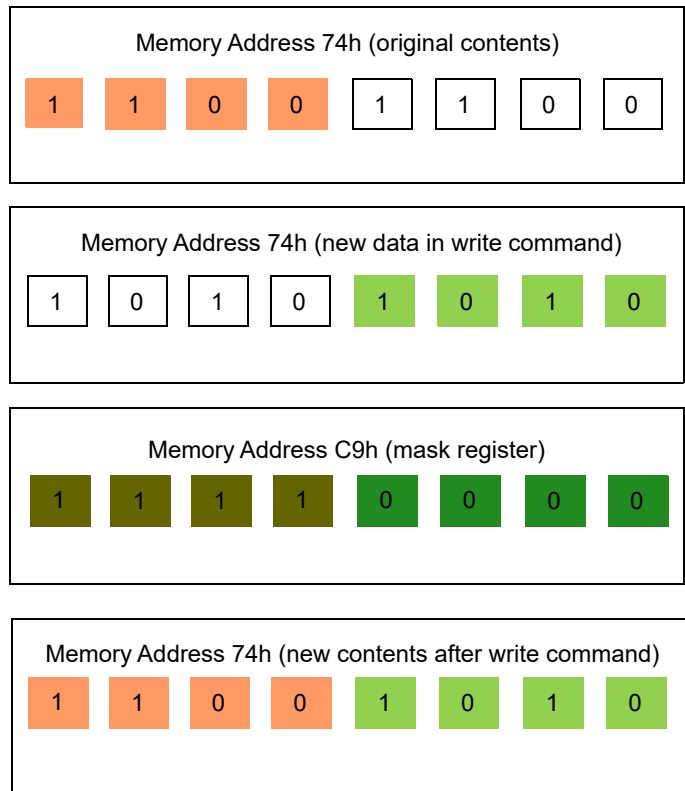 Memory Address 74h (original contents)
1 1 0 0 1 1 0 0
Memory Address 74h (new data in write command)
1 0 1 0 1 0 1 0
Memory Address C9h (mask register)
1 1 1 1 0 0 0 0
Memory Address 74h (new contents after write command)
1 1 0 0 1 0 1 0